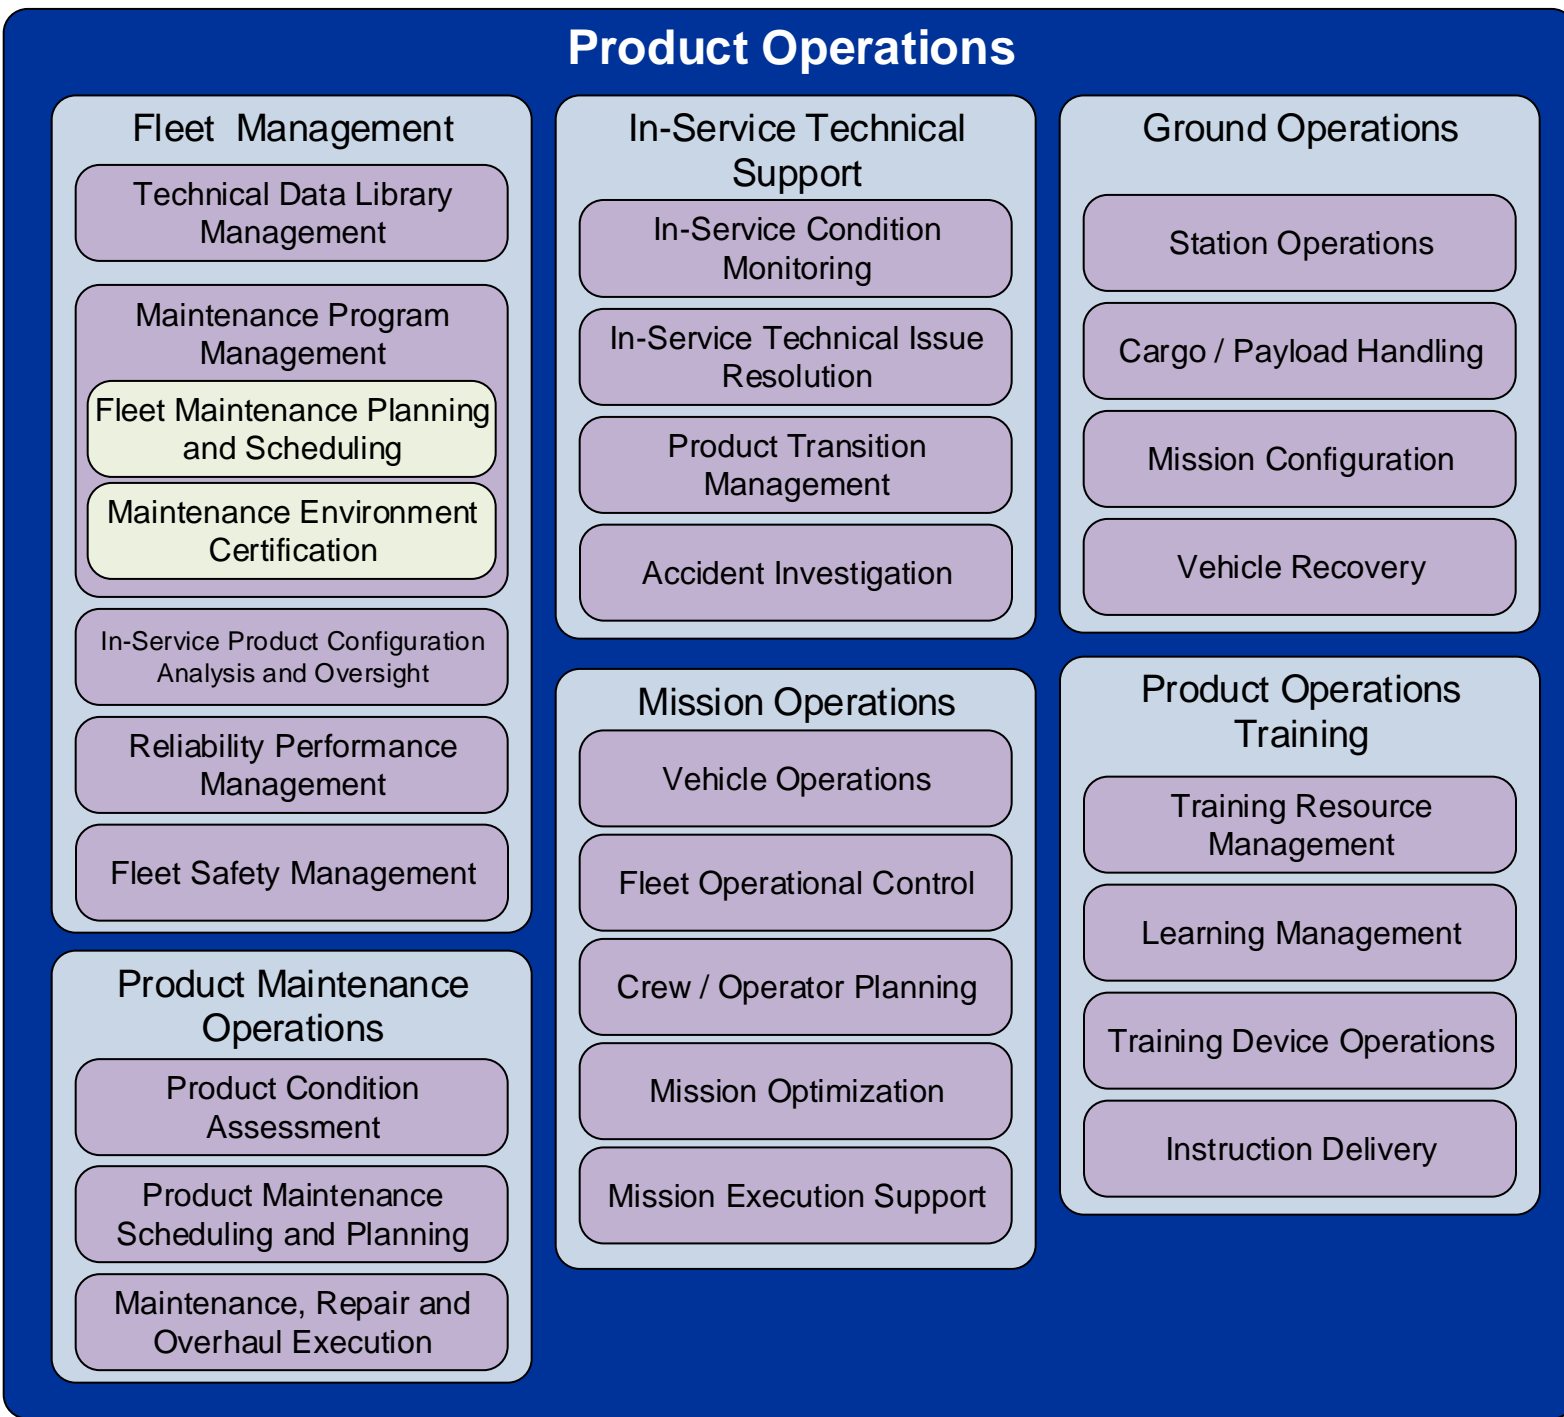 Product Operations
Fleet Management
Technical Data Library
Management
Maintenance Program
Management
Fleet Maintenance Planning
and Scheduling
Maintenance Environment
Certification
In-Service Product Configuration
Analysis and Oversight
Reliability Performance
Management
Fleet Safety Management
Product Maintenance
Operations
Product Condition
Assessment
Product Maintenance
Scheduling and Planning
Maintenance, Repair and
Overhaul Execution
In-Service Technical
Support
In-Service Condition
Monitoring
In-Service Technical Issue
Resolution
Product Transition
Management
Accident Investigation
Mission Operations
Vehicle Operations
Fleet Operational Control
Crew / Operator Planning
Mission Optimization
Mission Execution Support
Ground Operations
Station Operations
Cargo / Payload Handling
Mission Configuration
Vehicle Recovery
Product Operations
Training
Training Resource
Management
Learning Management
Training Device Operations
Instruction Delivery